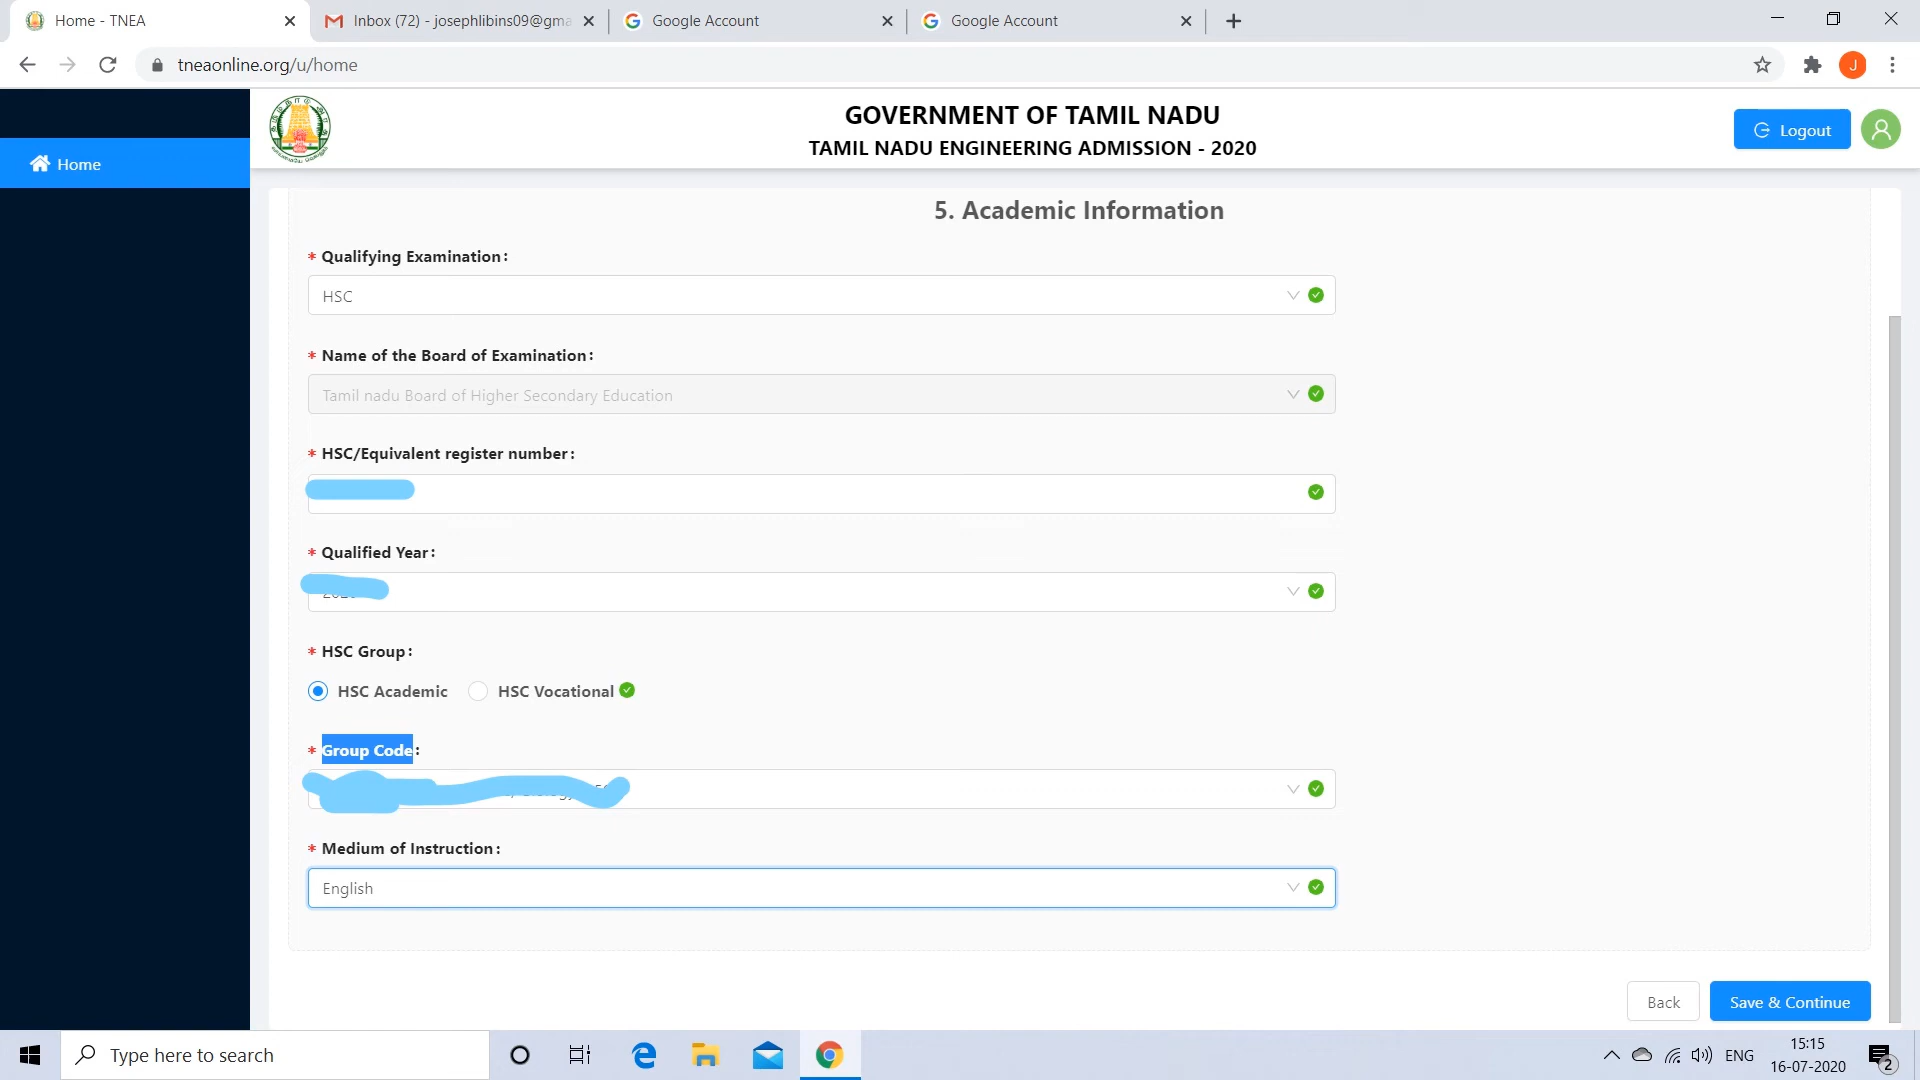 Home - TNEA
Inbox (72) - josephlibins09@gma
Google Account
Google Account
tneaonline.org/u/home
J
GOVERNMENT OF TAMIL NADU
TAMIL NADU ENGINEERING ADMISSION - 2020
Logout
Home
5. Academic Information
* Qualifying Examination:
HSC
* Name of the Board of Examination:
Tamil nadu Board of Higher Secondary Education
* HSC/Equivalent register number:
* Qualified Year:
* HSC Group:
HSC Academic HSC Vocational
* Group Code:
* Medium of Instruction:
English
Back Save & Continue
Type here to search
ENG
15:15
16-07-2020
2